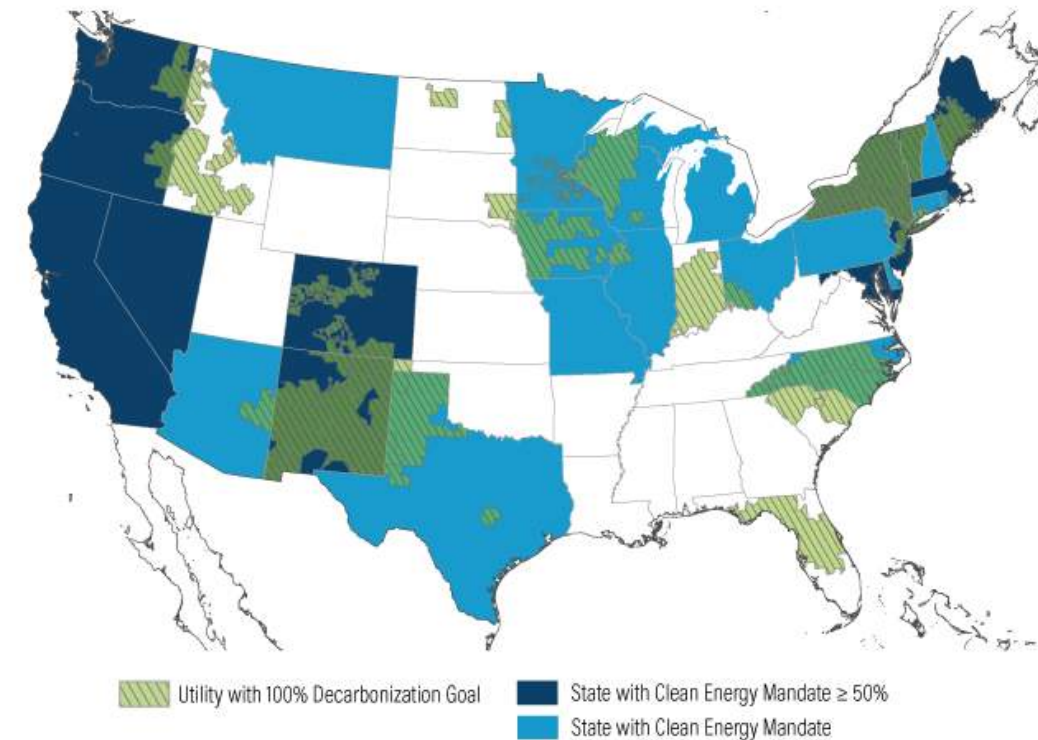 Utility with 100% Decarbonization Goal
State with Clean Energy Mandate ≥ 50%
State with Clean Energy Mandate